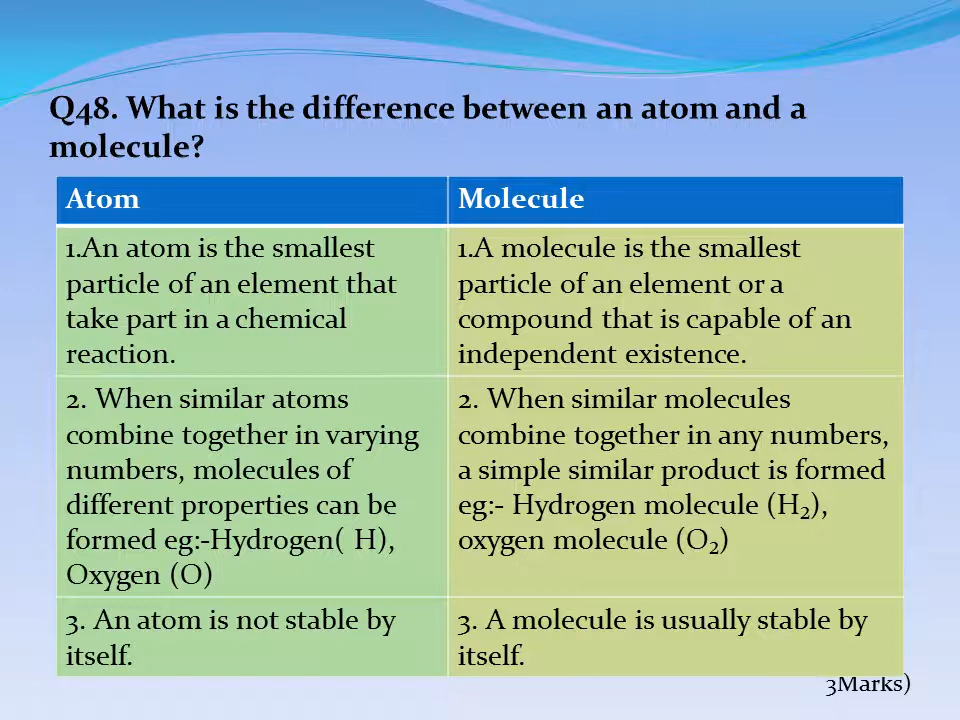 Q48. What is the difference between an atom and a
molecule?
Atom
Molecule
1.An atom is the smallest
particle of an element that
take part in a chemical
reaction.
1.A molecule is the smallest
particle of an element or a
compound that is capable of an
independent existence.
2. When similar atoms
combine together in varying
numbers, molecules of
different properties can be
formed eg:-Hydrogen( H),
Oxygen (O)
2. When similar molecules
combine together in any numbers,
a simple similar product is formed
eg:- Hydrogen molecule (H₂),
oxygen molecule (O₂)
3. An atom is not stable by
itself.
3. A molecule is usually stable by
itself.
3Marks)